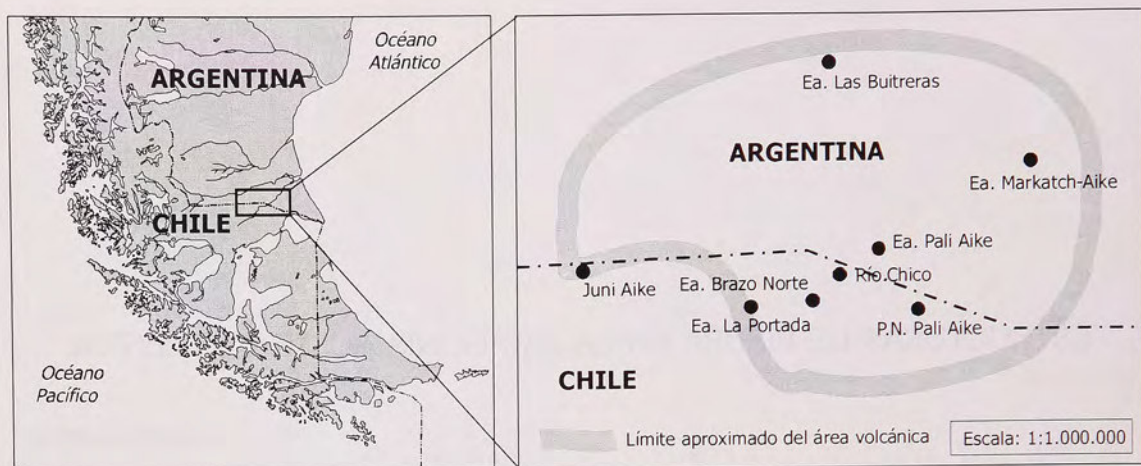 Océano
Atlántico
ARGENTINA
CHILE
Océano
Pacífico
Ea. Las Buitreras
ARGENTINA
Ea. Markatch-Aike
Ea. Pali Aike
Río Chico
Juni Aike
Ea. Brazo Norte
Ea. La Portada
P.N. Pali Aike
CHILE
Límite aproximado del área volcánica
Escala: 1:1.000.000